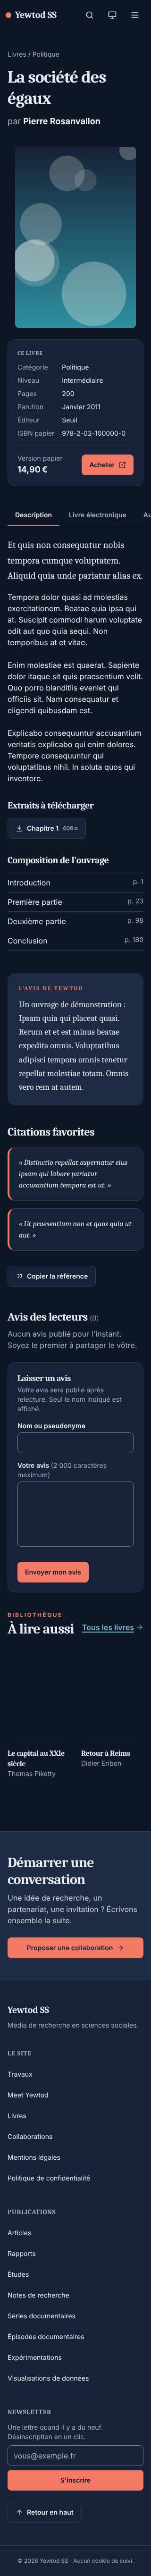 Yewtod SS
Livres / Politique
La société des
égaux
par Pierre Rosanvallon
CE LIVRE
Catégorie Politique
Niveau Intermédiaire
Pages 200
Parution Janvier 2011
Éditeur Seuil
ISBN papier 978-2-02-100000-0
Version papier
14,90 €
Acheter
Description Livre électronique Au
Et quis non consequatur nobis
tempora cumque voluptatem.
Aliquid quia unde pariatur alias ex.
Tempora dolor quasi ad molestias
exercitationem. Beatae magnam ipsa qui
at. Suscipit commodi harum voluptate
odit aut quo quia sequi. Non
temporibus at et vitae.
Enim molestiae est quaerat. Sapiente
dolor itaque sit quis praesentium velit.
Quo porro blanditiis eveniet qui
officiis. Nam et consequatur et
eligendi quibusdam est.
Explicabo consequuntur accusantium
veritatis explicabo qui enim dolores.
Tempore consequuntur qui
voluptatibus nihil. In soluta quos qui
inventore.
Extraits à télécharger
Chapitre 1 406 o
Composition de l'ouvrage
Introduction p. 1
Première partie p. 23
Deuxième partie p. 98
Conclusion p. 180
L'AVIS DE YEWTOD
Un ouvrage de démonstration :
Ipsam quia qui placeat quasi.
Rerum et et est minus beatae
expedita omnis. Voluptatibus
adipisci tempora omnis tenetur
repellat molestiae totam. Omnis
vero rem at autem.
Citations favorites
« Distinctio repellat aspernatur eius
ipsam qui labore pariatur
accusantium tempora est ut. »
« Ut praesentium non et quos quia ut
aut. »
Copier la référence
Avis des lecteurs (0)
Aucun avis publié pour l'instant.
Soyez le premier à partager le vôtre.
Laisser un avis
Votre avis sera publié après
relecture. Seul le nom indiqué est
affiché.
Nom ou pseudonyme
Votre avis (2 000 caractères
maximum)
Envoyer mon avis
BIBLIOTHÈQUE
À lire aussi
Tous les livres
Le capital au XXIe
siècle
Thomas Piketty
Retour à Reims
Didier Eribon
Démarrer une
conversation
Une idée de recherche, un
partenariat, une invitation ? Écrivons
ensemble la suite.
Proposer une collaboration
Yewtod SS
Média de recherche en sciences sociales.
LE SITE
Travaux
Meet Yewtod
Livres
Collaborations
Mentions légales
Politique de confidentialité
PUBLICATIONS
Articles
Rapports
Études
Notes de recherche
Séries documentaires
Épisodes documentaires
Expérimentations
Visualisations de données
NEWSLETTER
Une lettre quand il y a du neuf.
Désinscription en un clic.
vous@exemple.fr
S'inscrire
Retour en haut
© 2026 Yewtod SS · Aucun cookie de suivi.